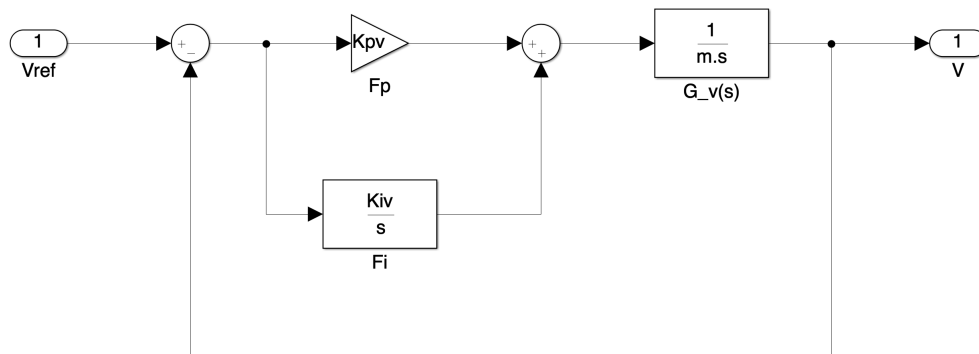 1
Vref
+
−
Kpv
Fp
+
+
1
m.s
G_v(s)
1
V
Kiv
s
Fi